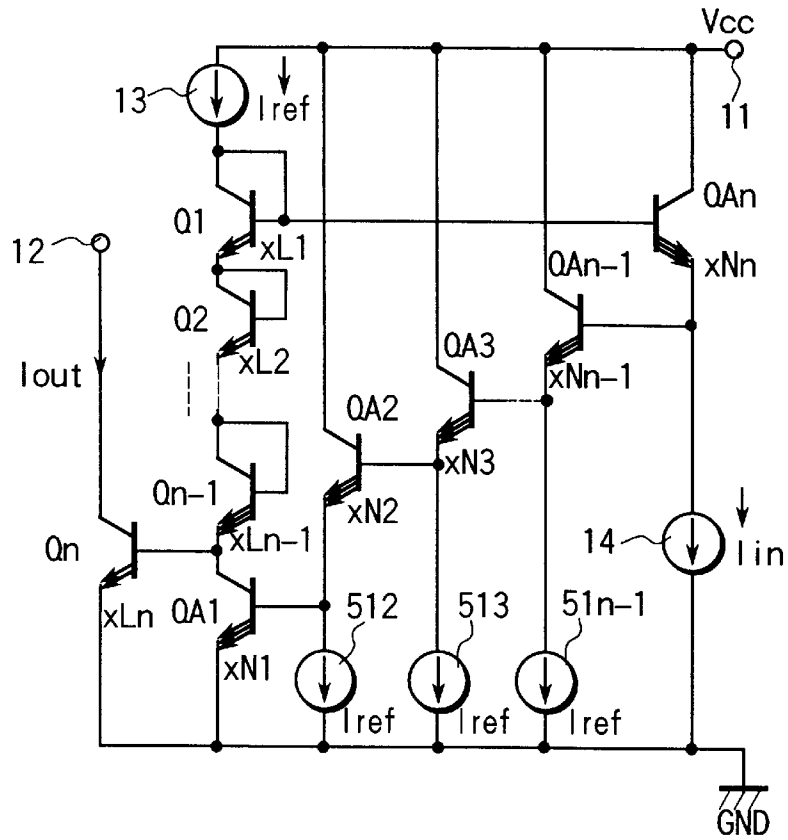 Vcc
13
Iref
11
Q1
QAn
12
xL1
xNn
QAn-1
Q2
QA3
Iout
xL2
xNn-1
QA2
xN3
Qn-1
xN2
Qn
xLn-1
14
Iin
xLn
QA1
512
513
51n-1
xN1
Iref
Iref
Iref
GND